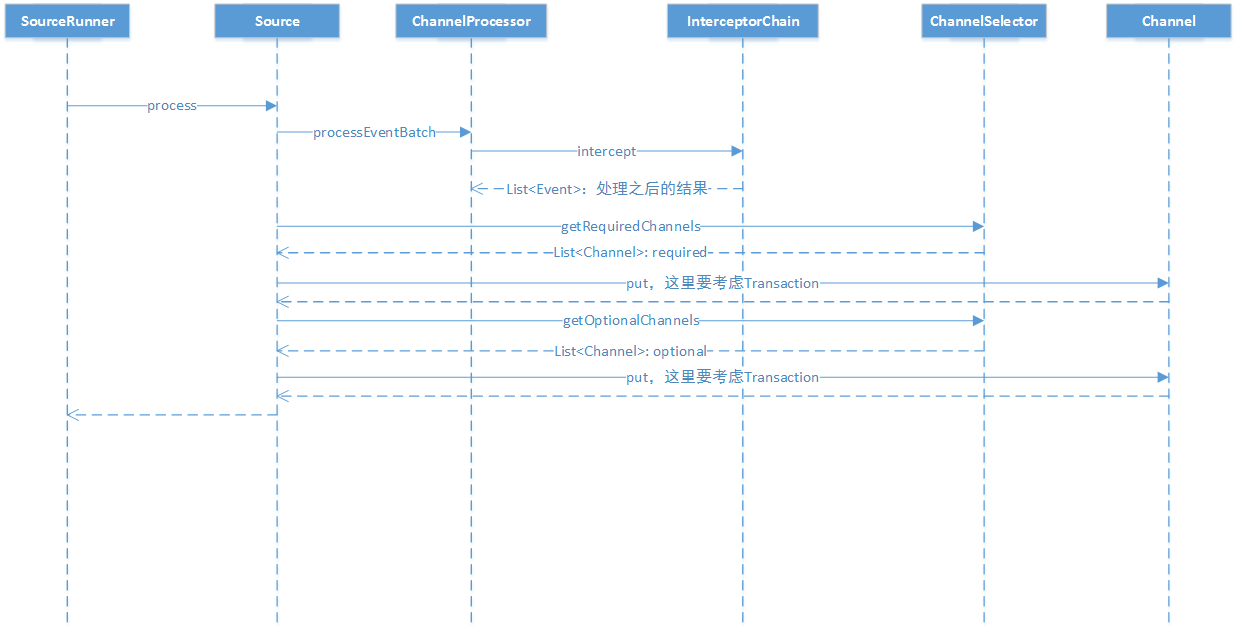 SourceRunner
Source
ChannelProcessor
InterceptorChain
ChannelSelector
Channel
process
processEventBatch
intercept
List<Event>：处理之后的结果
getRequiredChannels
List<Channel>: required
put，这里要考虑Transaction
getOptionalChannels
List<Channel>: optional
put，这里要考虑Transaction